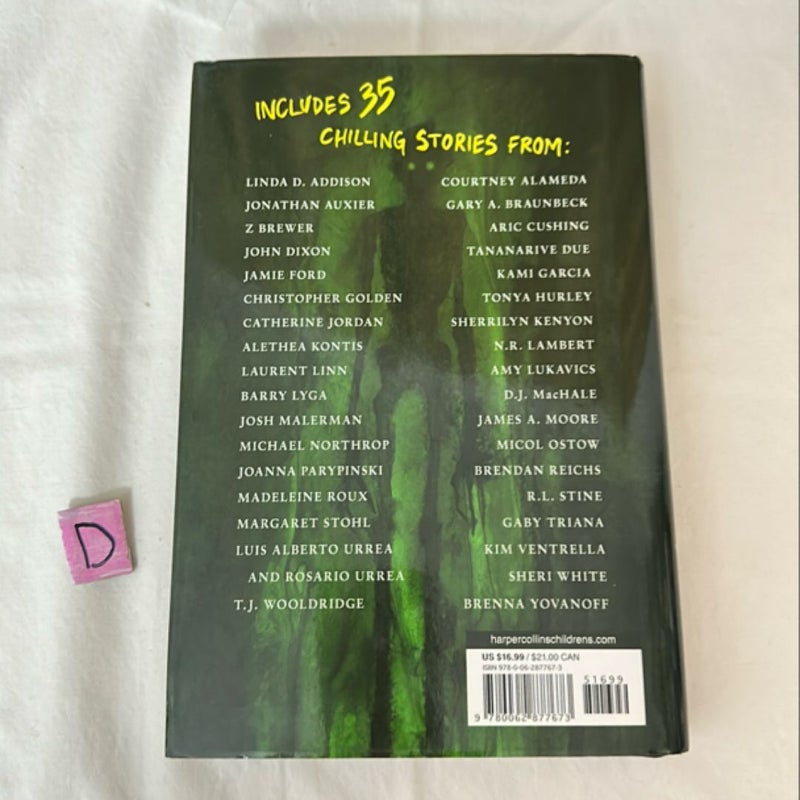 INCLUDES 35
CHILLING STORIES FROM:
LINDA D. ADDISON
JONATHAN AUXIER
Z BREWER
JOHN DIXON
JAMIE FORD
CHRISTOPHER GOLDEN
CATHERINE JORDAN
ALETHEA KONTIS
LAURENT LINN
BARRY LYGA
JOSH MALERMAN
MICHAEL NORTHROP
JOANNA PARYPINSKI
MADELEINE ROUX
MARGARET STOHL
LUIS ALBERTO URREA
AND ROSARIO URREA
T.J. WOOLDRIDGE
COURTNEY ALAMEDA
GARY A. BRAUNBECK
ARIC CUSHING
TANANARIVE DUE
KAMI GARCIA
TONYA HURLEY
SHERRILYN KENYON
N.R. LAMBERT
AMY LUKAVICS
D.J. MacHALE
JAMES A. MOORE
MICOL OSTOW
BRENDAN REICHS
R.L. STINE
GABY TRIANA
KIM VENTRELLA
SHERI WHITE
BRENNA YOVANOFF
D
harpercollinschildrens.com
US $16.99 / $21.00 CAN
ISBN 978-0-06-287767-3
51699
9 780062 877673